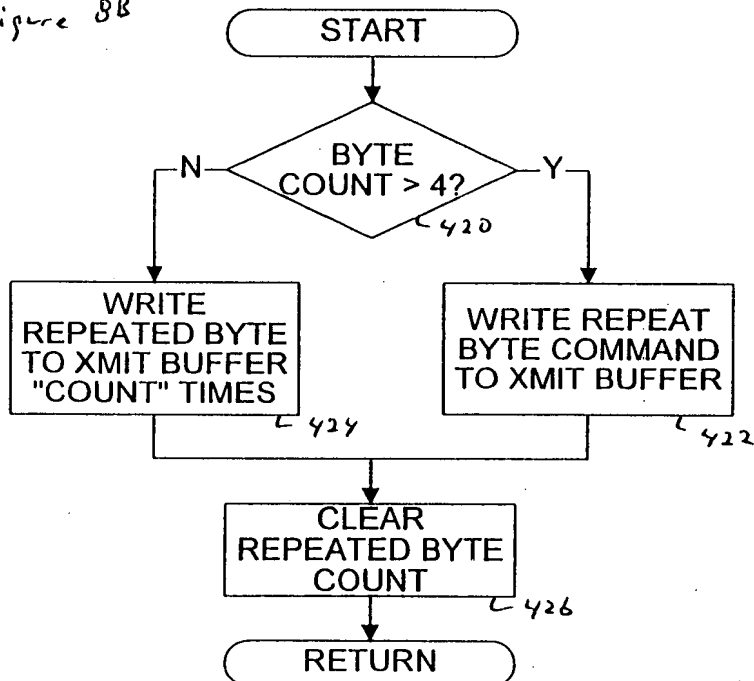 igure 8B
START
BYTE
COUNT > 4?
N
Y
420
WRITE
REPEATED BYTE
TO XMIT BUFFER
"COUNT" TIMES
424
WRITE REPEAT
BYTE COMMAND
TO XMIT BUFFER
422
CLEAR
REPEATED BYTE
COUNT
426
RETURN